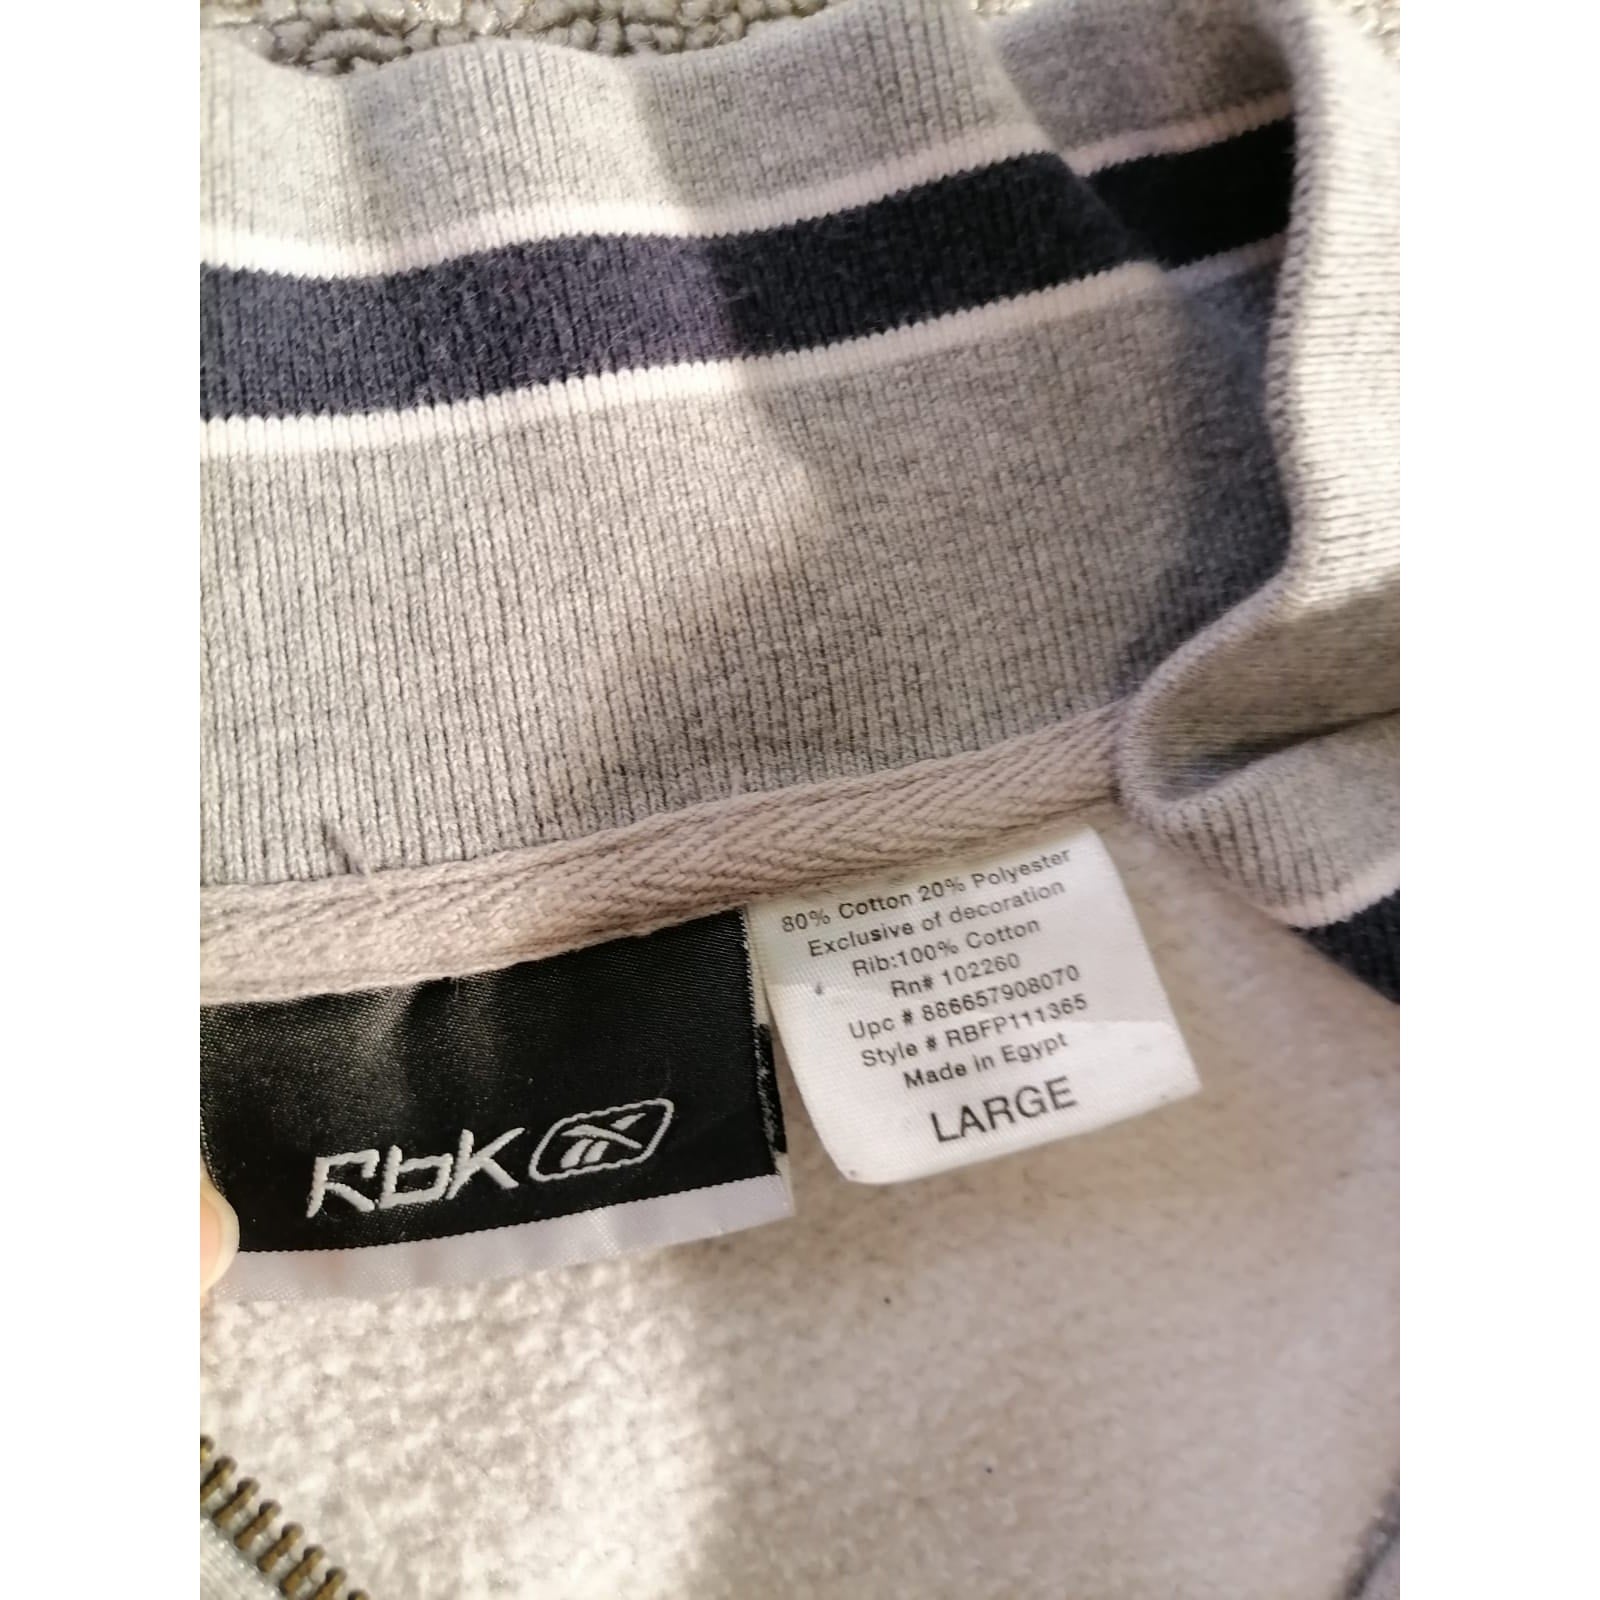 80% Cotton 20% Polyester
Exclusive of decoration
Rib:100% Cotton
Rn# 102260
Upc # 886657908070
Style # RBFP111365
Made in Egypt
LARGE
Rbk